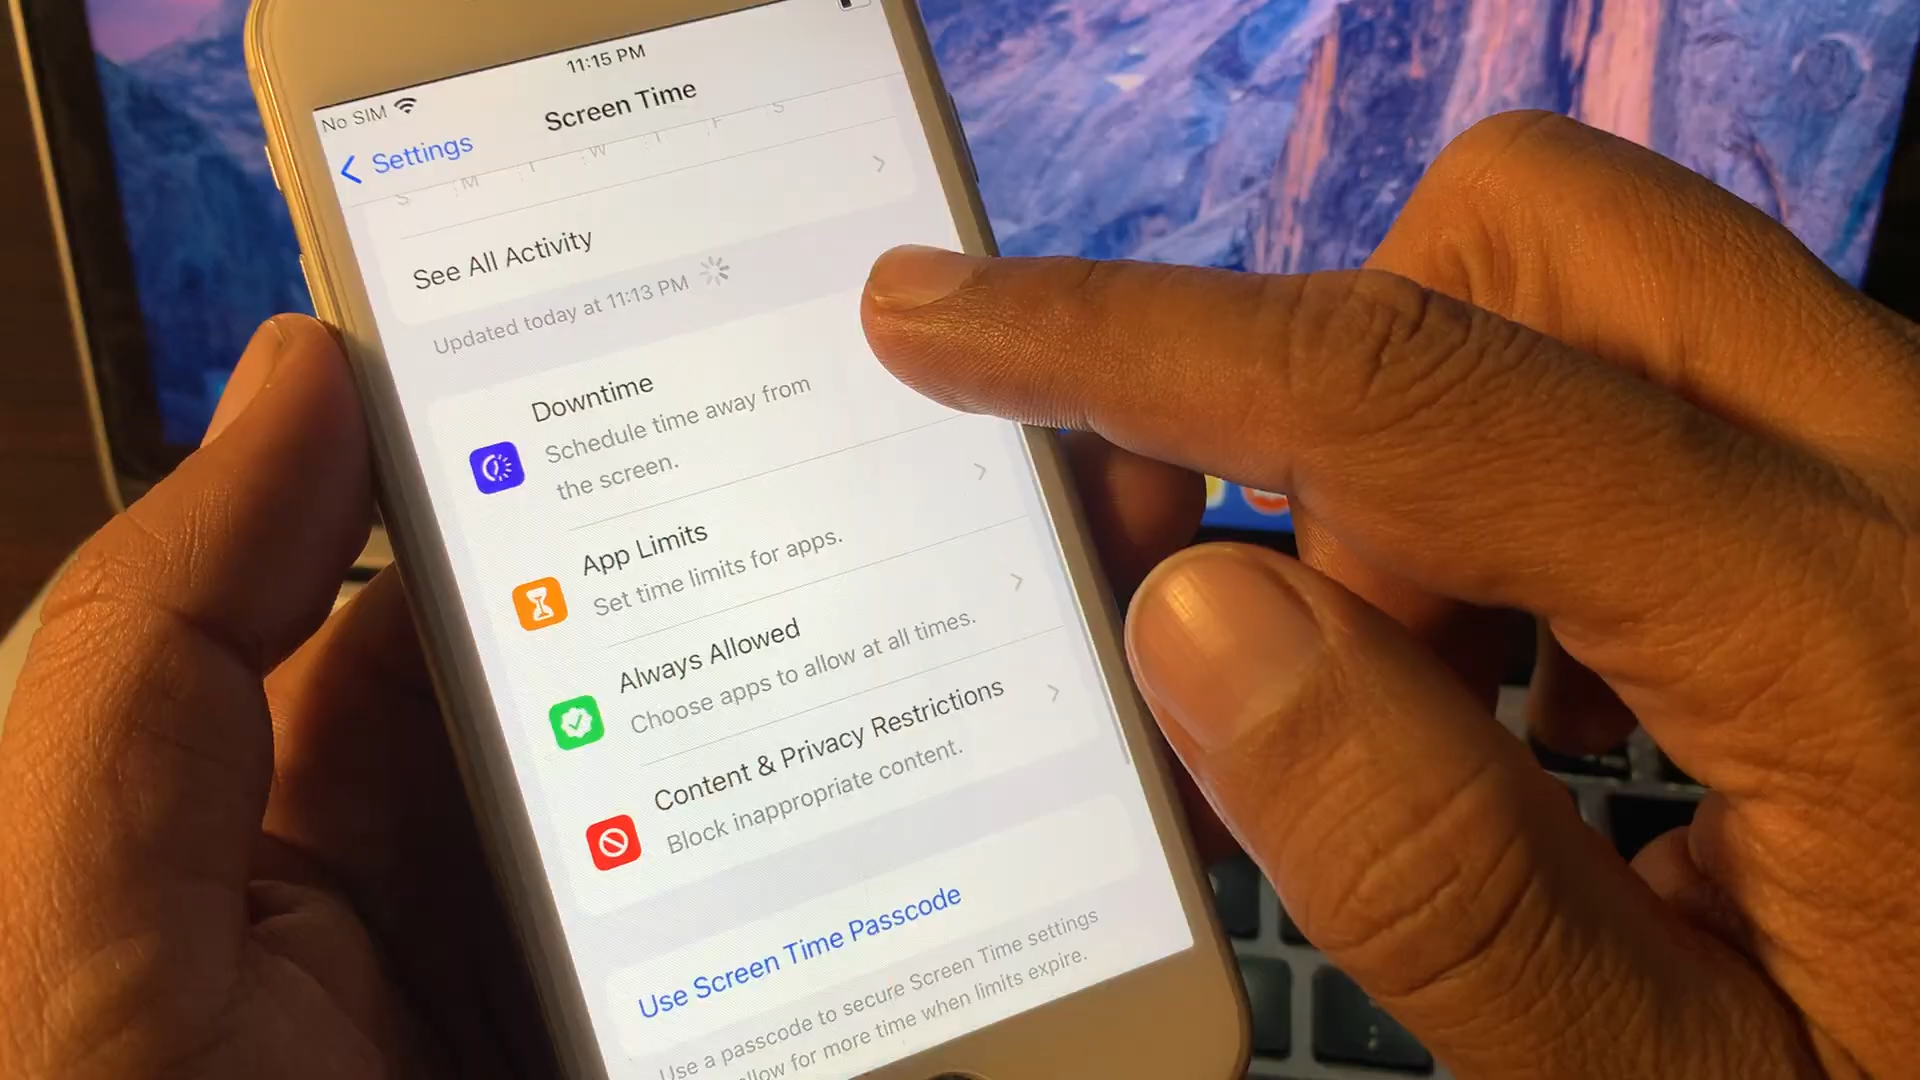 11:15 PM
No SIM
Screen Time
Settings
S M T W T F S
See All Activity
Updated today at 11:13 PM
Downtime
Schedule time away from
the screen.
App Limits
Set time limits for apps.
Always Allowed
Choose apps to allow at all times.
Content & Privacy Restrictions
Block inappropriate content.
Use Screen Time Passcode
Use a passcode to secure Screen Time settings
allow for more time when limits expire.